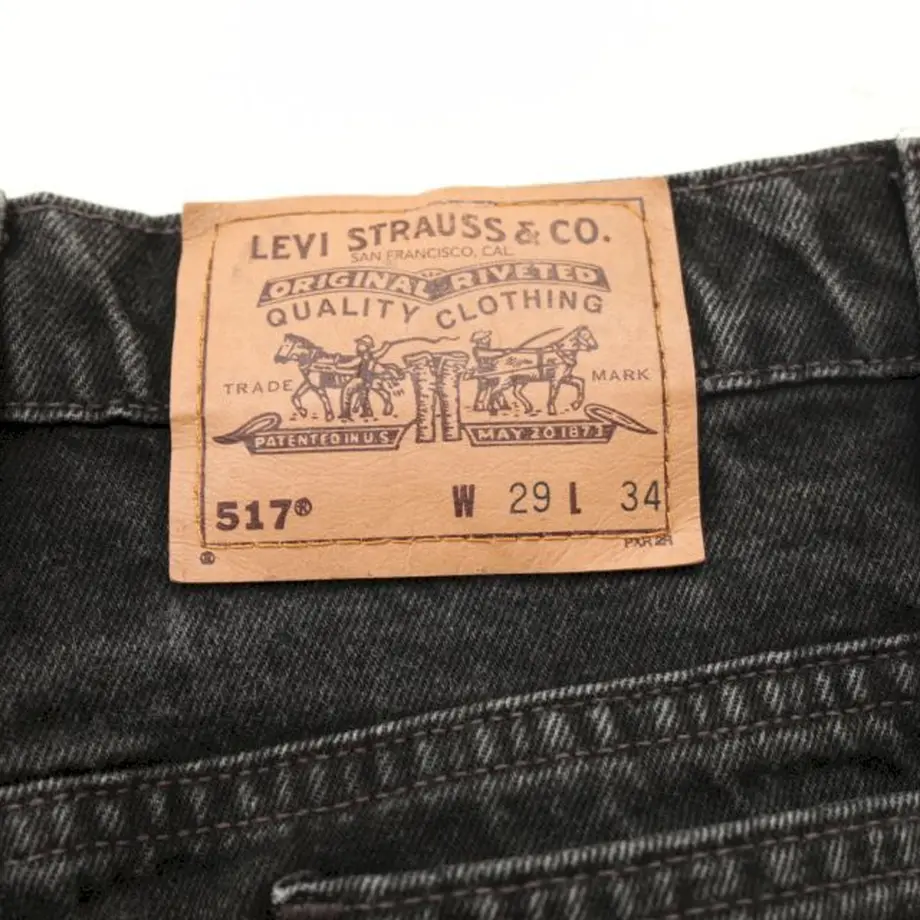 LEVI STRAUSS & CO.
SAN FRANCISCO, CAL.
ORIGINAL RIVETED
QUALITY CLOTHING
TRADE MARK
PATENTED IN U.S MAY 20 1873
517® W 29 L 34